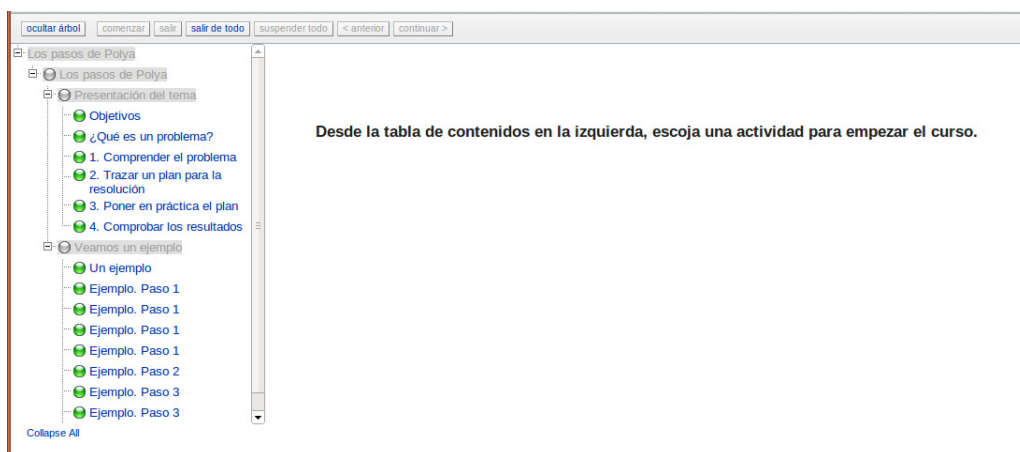 ocultar árbol comenzar salir salir de todo suspender todo < anterior continuar >
Los pasos de Polya
Los pasos de Polya
Presentación del tema
Objetivos
¿Qué es un problema?
1. Comprender el problema
2. Trazar un plan para la
resolución
3. Poner en práctica el plan
4. Comprobar los resultados
Veamos un ejemplo
Un ejemplo
Ejemplo. Paso 1
Ejemplo. Paso 1
Ejemplo. Paso 1
Ejemplo. Paso 1
Ejemplo. Paso 2
Ejemplo. Paso 3
Ejemplo. Paso 3
Collapse All
Desde la tabla de contenidos en la izquierda, escoja una actividad para empezar el curso.